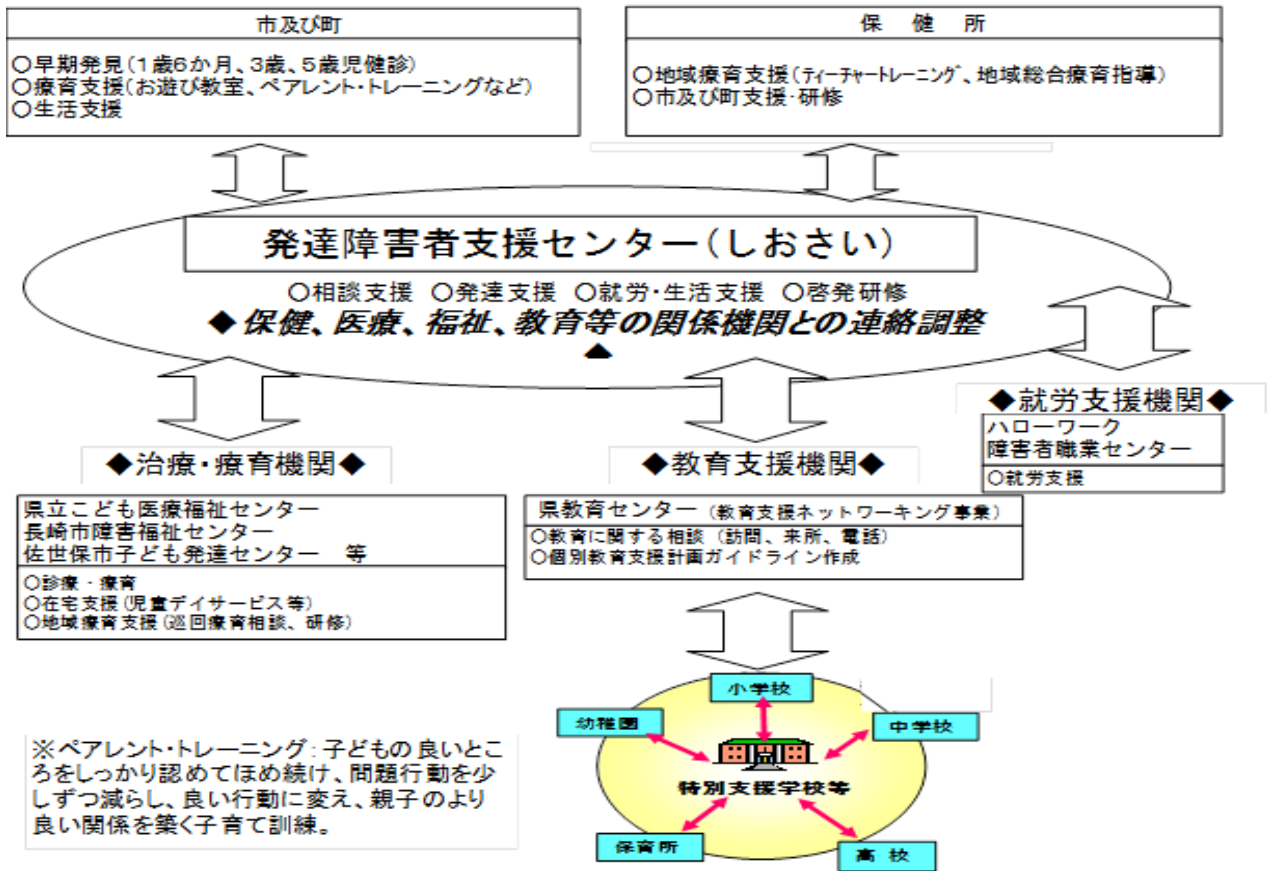 市及び町
○早期発見(1歳6か月、3歳、5歳児健診)
○療育支援(お遊び教室、ペアレント・トレーニングなど)
○生活支援
保　健　所
○地域療育支援(ティーチャートレーニング、地域総合療育指導)
○市及び町支援・研修
発達障害者支援センター(しおさい)
○相談支援 ○発達支援 ○就労・生活支援 ○啓発研修
◆保健、医療、福祉、教育等の関係機関との連絡調整
◆
◆就労支援機関◆
ハローワーク
障害者職業センター
○就労支援
◆治療・療育機関◆
県立こども医療福祉センター
長崎市障害福祉センター
佐世保市子ども発達センター　等
○診療・療育
○在宅支援(児童デイサービス等)
○地域療育支援(巡回療育相談、研修)
◆教育支援機関◆
県教育センター (教育支援ネットワーキング事業)
○教育に関する相談 (訪問、来所、電話)
○個別教育支援計画ガイドライン作成
小学校
幼稚園
中学校
特別支援学校等
保育所
高校
※ペアレント・トレーニング:子どもの良いとこ
ろをしっかり認めてほめ続け、問題行動を少
しずつ減らし、良い行動に変え、親子のより
良い関係を築く子育て訓練。